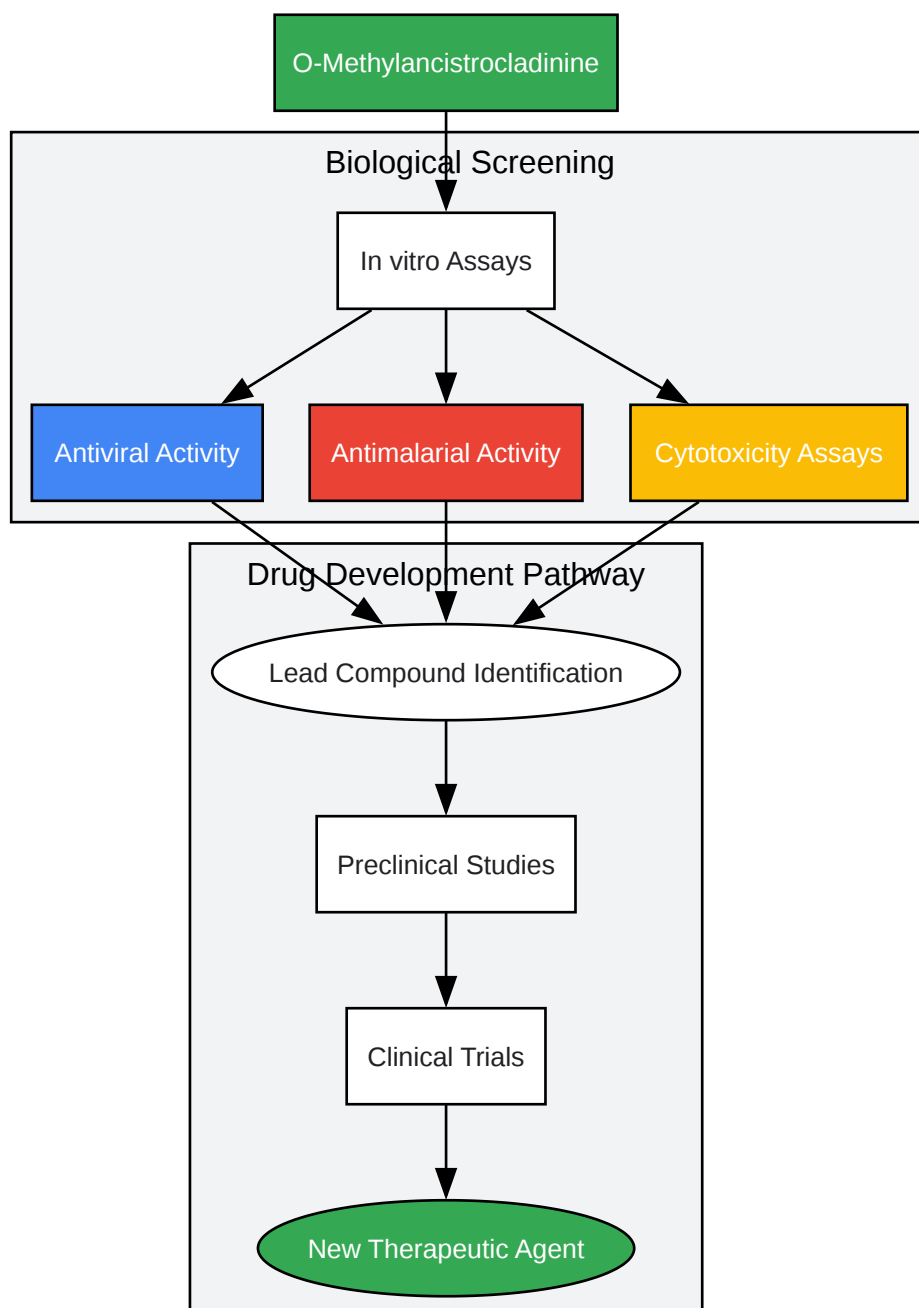 O-Methylancistrocladinine
Biological Screening
In vitro Assays
Antiviral Activity
Antimalarial Activity
Cytotoxicity Assays
Drug Development Pathway
Lead Compound Identification
Preclinical Studies
Clinical Trials
New Therapeutic Agent